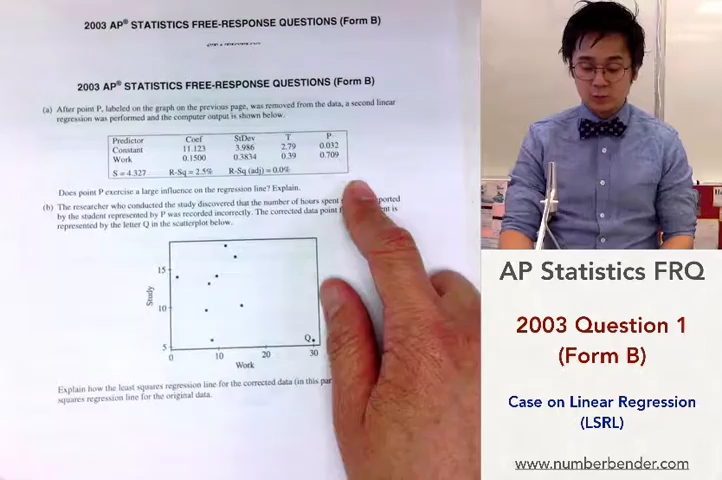 2003 AP® STATISTICS FREE-RESPONSE QUESTIONS (Form B)
2003 AP® STATISTICS FREE-RESPONSE QUESTIONS (Form B)
(a) After point P, labeled on the graph on the previous page, was removed from the data, a second linear
regression was performed and the computer output is shown below.
Predictor Coef StDev T P
Constant 11.123 3.986 2.79 0.032
Work 0.1500 0.3834 0.39 0.709
S = 4.327 R-Sq = 2.5% R-Sq (adj) = 0.0%
Does point P exercise a large influence on the regression line? Explain.
(b) The researcher who conducted the study discovered that the number of hours spent
by the student represented by P was recorded incorrectly. The corrected data point
represented by the letter Q in the scatterplot below.
15
Study
10
5
Q
0 10 20 30
Work
Explain how the least squares regression line for the corrected data (in this par
squares regression line for the original data.
AP Statistics FRQ
2003 Question 1
(Form B)
Case on Linear Regression
(LSRL)
www.numberbender.com